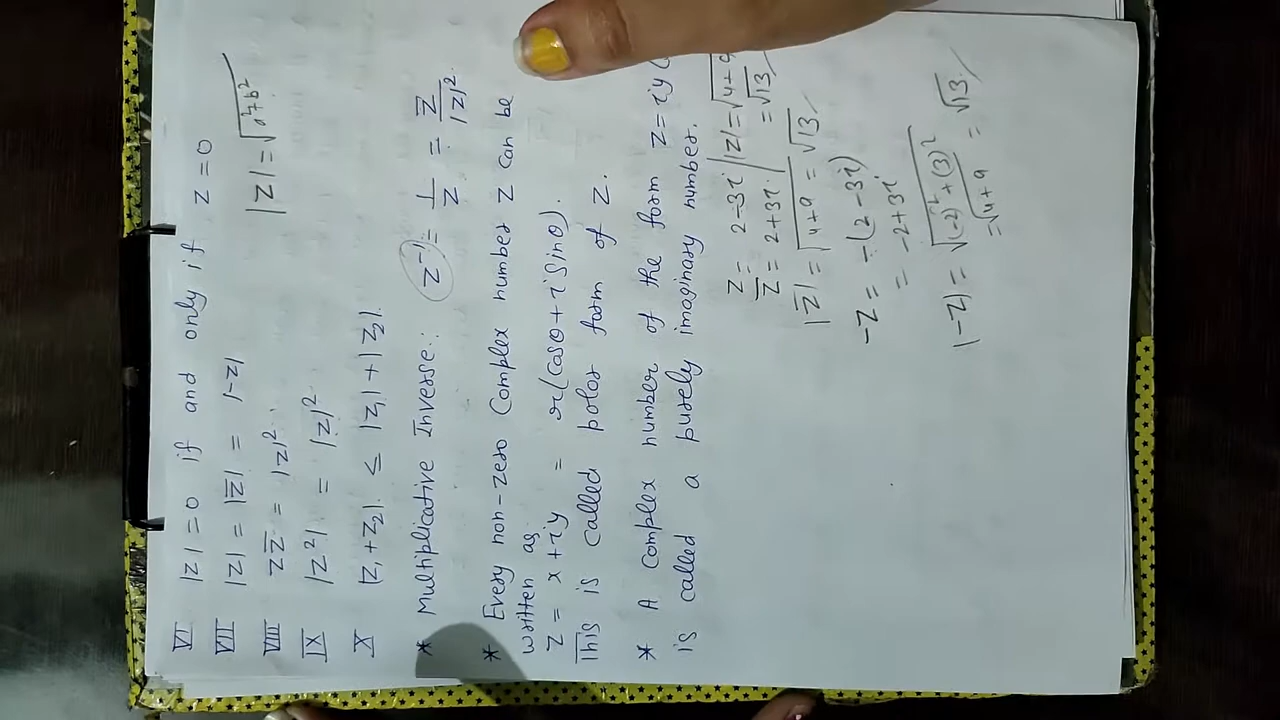 VI |z| = 0 if and only if z = 0
VII |z| = |z̅| = |-z| |z| = √a²+b²
VIII zz̅ = |z|².
IX |z²| = |z|²
X |z₁+z₂| ≤ |z₁|+|z₂|.
* Multiplicative Inverse: z⁻¹ = 1/z = z̅/|z|².
* Every non-zero Complex number z can be
written as
z = x+iy = r(cosθ+iSinθ).
This is called polor form of z.
* A complex number of the form z = iy
is called a purely imaginary number.
z = 2-3i |z| = √4+9
z̅ = 2+3i. = √13
|z̅| = √4+9 = √13
-z = -(2-3i)
= -2+3i
|-z| = √(-2)²+(3)²
= √4+9 = √13.